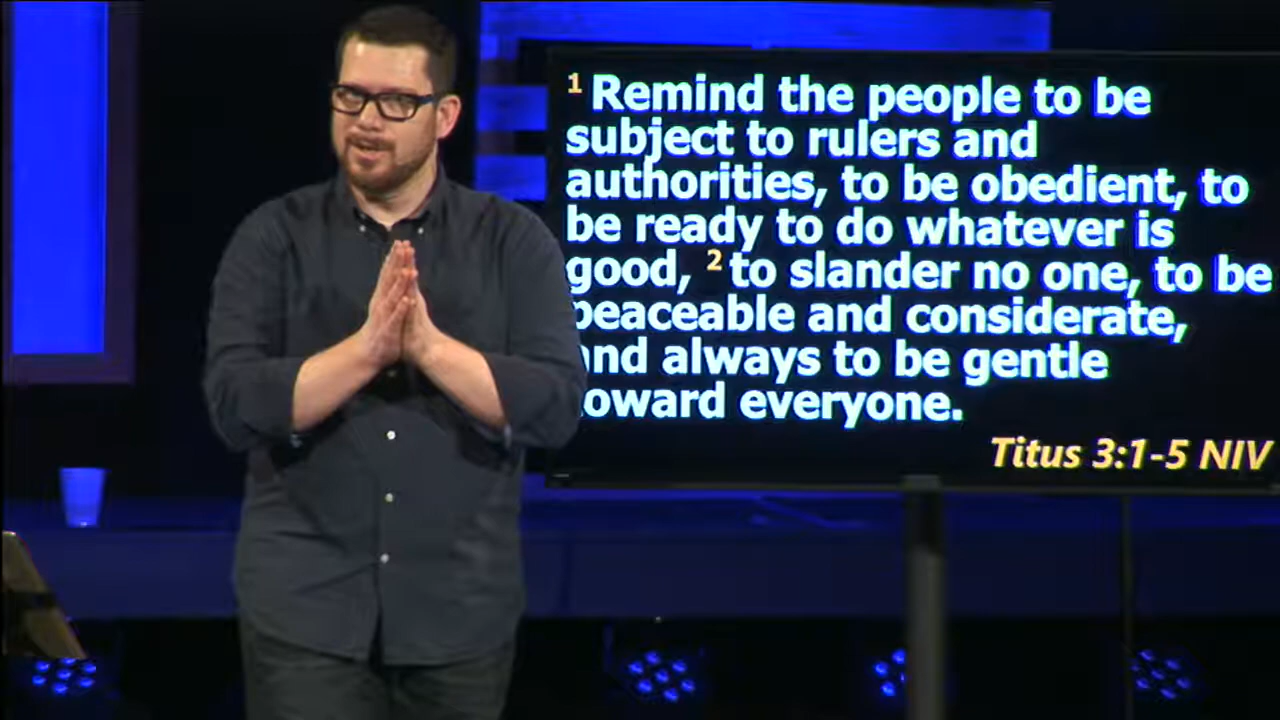 1 Remind the people to be
subject to rulers and
authorities, to be obedient, to
be ready to do whatever is
good, 2 to slander no one, to be
peaceable and considerate,
and always to be gentle
toward everyone.
Titus 3:1-5 NIV